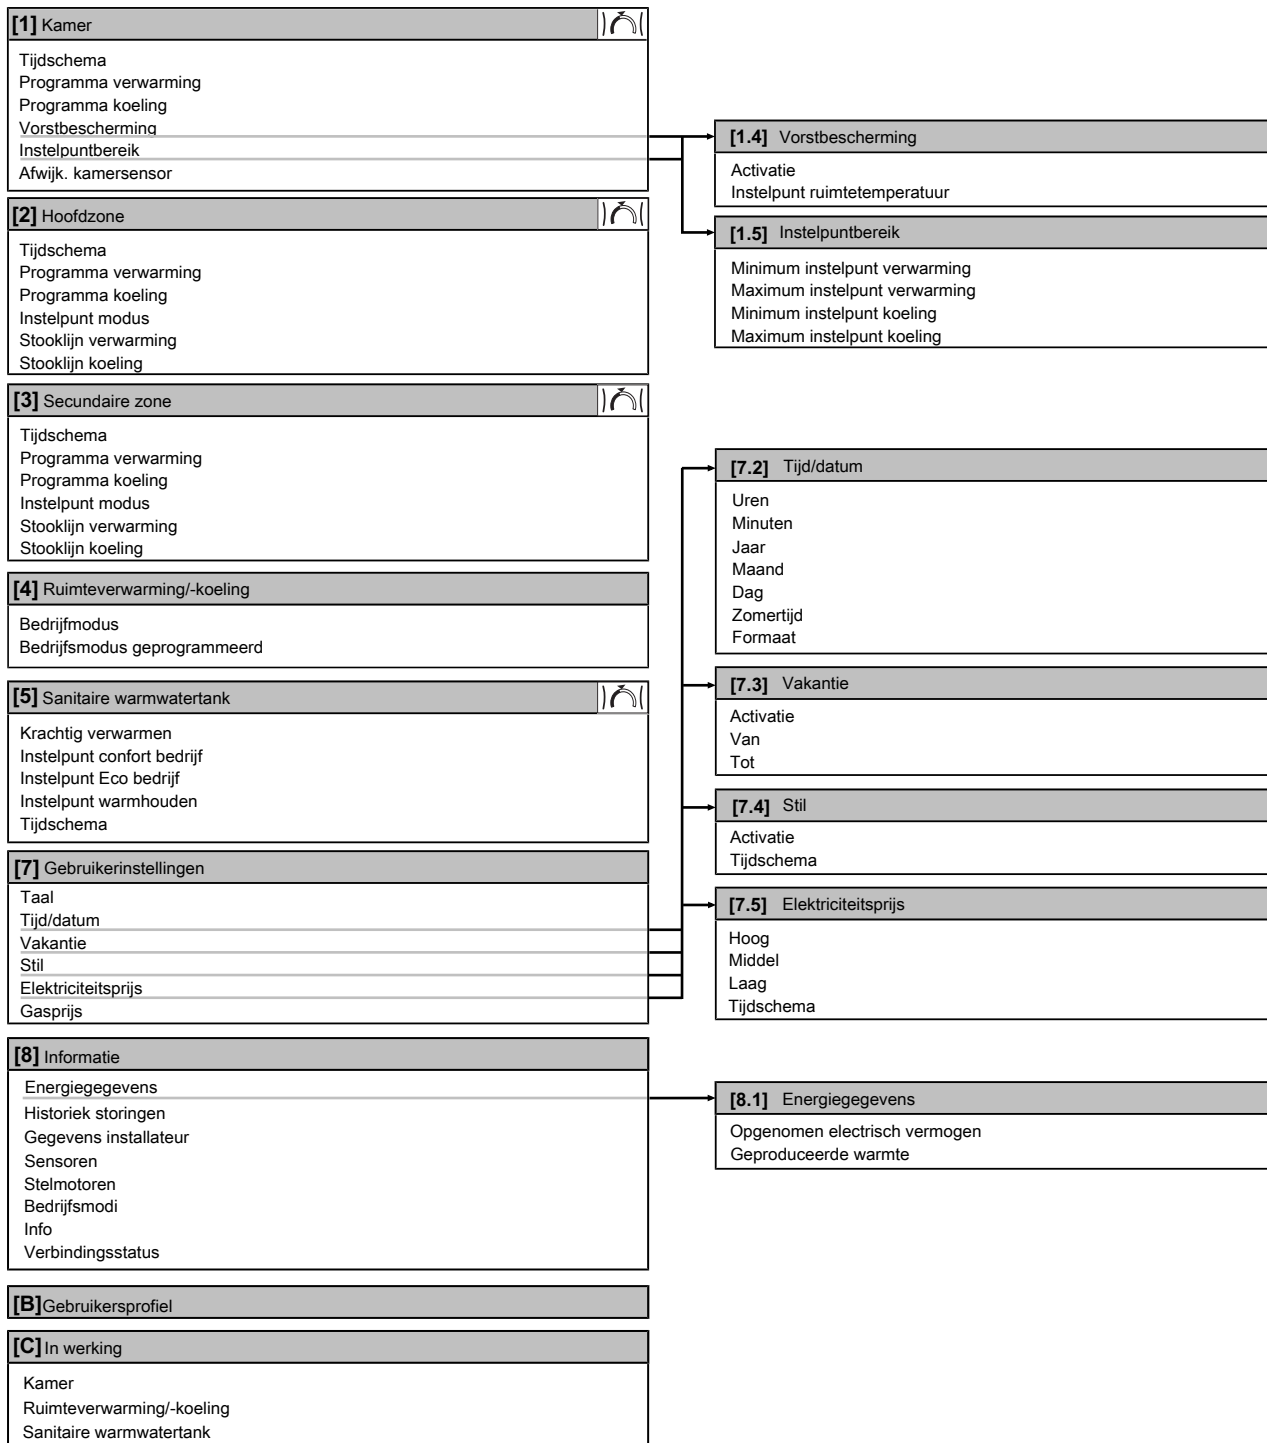 [1] Kamer
Tijdschema
Programma verwarming
Programma koeling
Vorstbescherming
Instelpuntbereik
Afwijk. kamersensor
[1.4] Vorstbescherming
Activatie
Instelpunt ruimtetemperatuur
[1.5] Instelpuntbereik
Minimum instelpunt verwarming
Maximum instelpunt verwarming
Minimum instelpunt koeling
Maximum instelpunt koeling
[2] Hoofdzone
Tijdschema
Programma verwarming
Programma koeling
Instelpunt modus
Stooklijn verwarming
Stooklijn koeling
[3] Secundaire zone
Tijdschema
Programma verwarming
Programma koeling
Instelpunt modus
Stooklijn verwarming
Stooklijn koeling
[4] Ruimteverwarming/-koeling
Bedrijfmodus
Bedrijfsmodus geprogrammeerd
[5] Sanitaire warmwatertank
Krachtig verwarmen
Instelpunt confort bedrijf
Instelpunt Eco bedrijf
Instelpunt warmhouden
Tijdschema
[7] Gebruikerinstellingen
Taal
Tijd/datum
Vakantie
Stil
Elektriciteitsprijs
Gasprijs
[7.2] Tijd/datum
Uren
Minuten
Jaar
Maand
Dag
Zomertijd
Formaat
[7.3] Vakantie
Activatie
Van
Tot
[7.4] Stil
Activatie
Tijdschema
[7.5] Elektriciteitsprijs
Hoog
Middel
Laag
Tijdschema
[8] Informatie
Energiegegevens
Historiek storingen
Gegevens installateur
Sensoren
Stelmotoren
Bedrijfsmodi
Info
Verbindingsstatus
[8.1] Energiegegevens
Opgenomen electrisch vermogen
Geproduceerde warmte
[B] Gebruikersprofiel
[C] In werking
Kamer
Ruimteverwarming/-koeling
Sanitaire warmwatertank